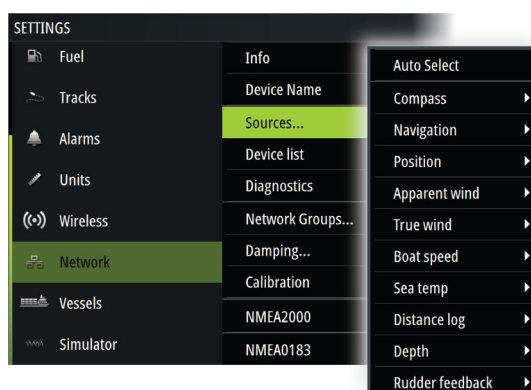 SETTINGS
Fuel
Tracks
Alarms
Units
Wireless
Network
Vessels
Simulator
Info
Device Name
Sources...
Device list
Diagnostics
Network Groups...
Damping...
Calibration
NMEA2000
NMEA0183
Auto Select
Compass
Navigation
Position
Apparent wind
True wind
Boat speed
Sea temp
Distance log
Depth
Rudder feedback